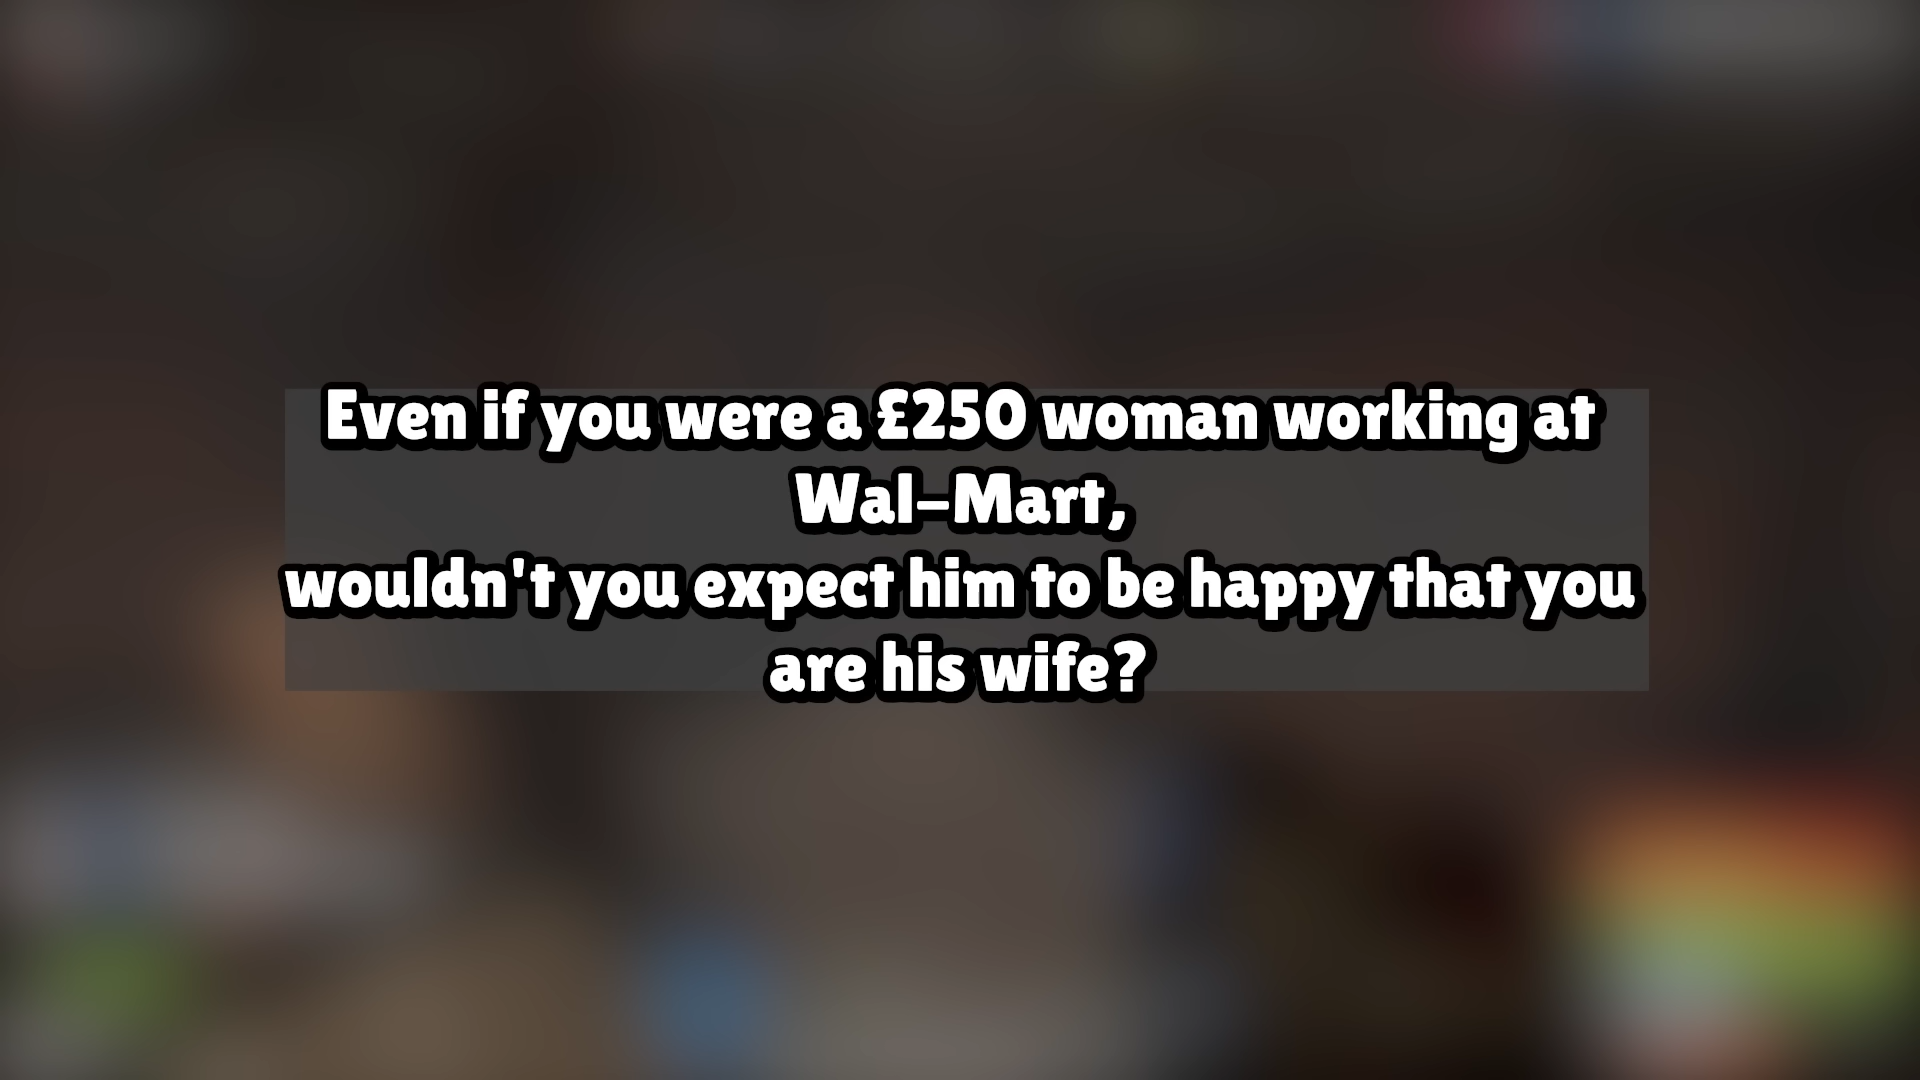 Even if you were a £250 woman working at
Wal-Mart,
wouldn't you expect him to be happy that you
are his wife?